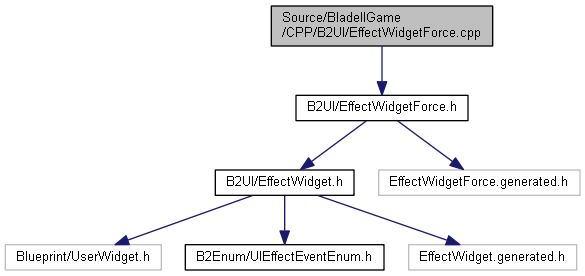 Source/BladeIIGame
/CPP/B2UI/EffectWidgetForce.cpp
B2UI/EffectWidgetForce.h
B2UI/EffectWidget.h
EffectWidgetForce.generated.h
Blueprint/UserWidget.h
B2Enum/UIEffectEventEnum.h
EffectWidget.generated.h